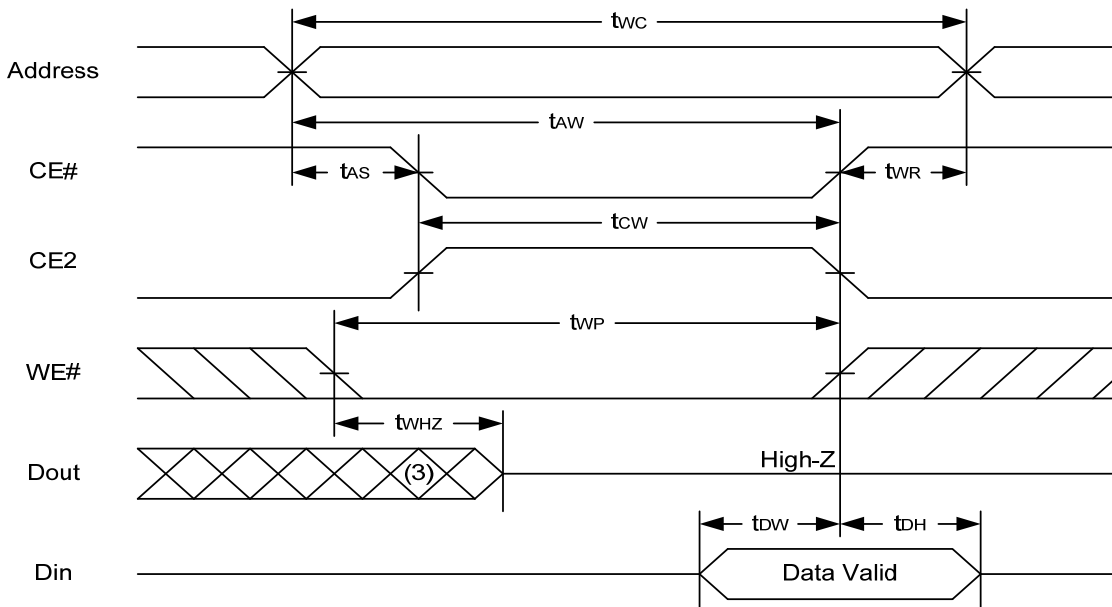 tWC
Address
tAW
CE#
tAS
tWR
tCW
CE2
tWP
WE#
tWHZ
Dout
(3)
High-Z
tDW
tDH
Din
Data Valid